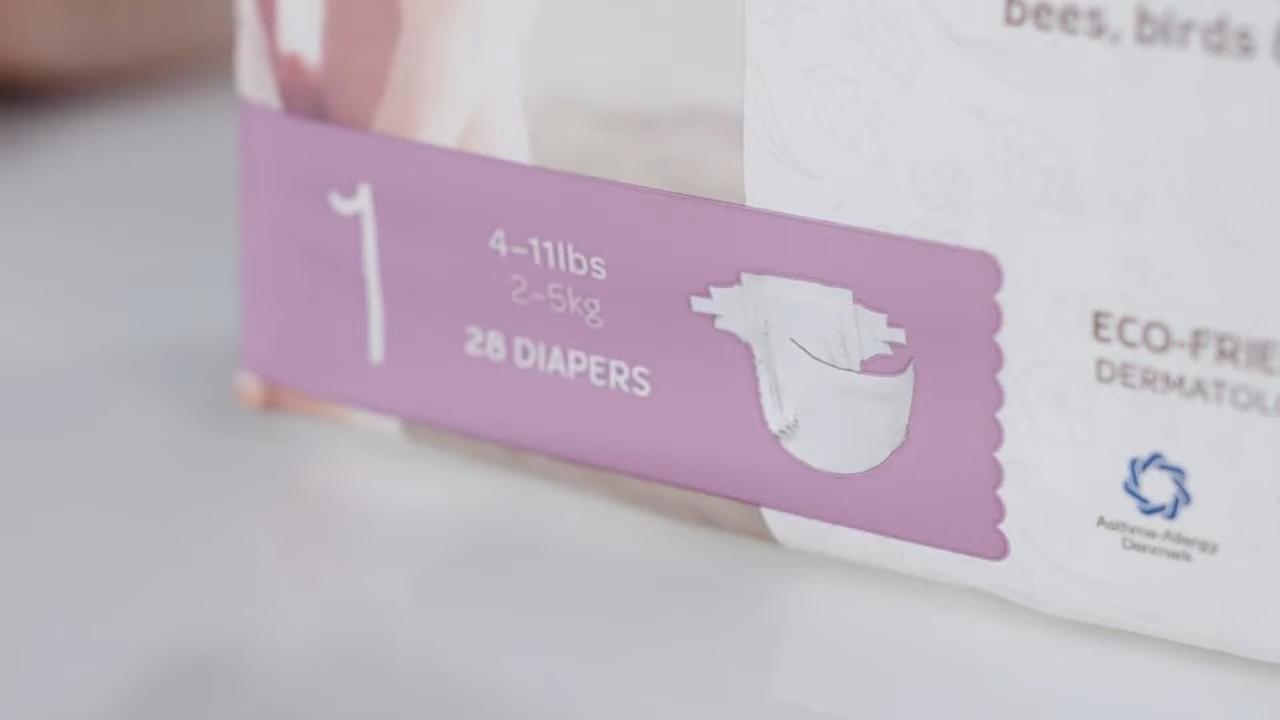 bees, birds
1
4-11lbs
2-5kg
28 DIAPERS
ECO-FRIE
DERMATOL
Asthma-Allergy
Denmark